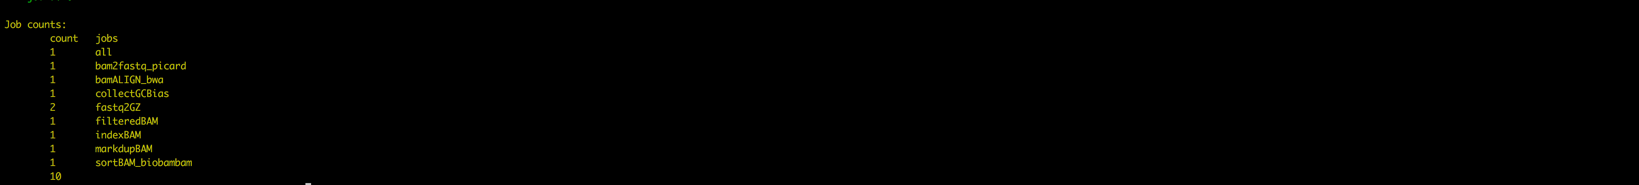 Job counts:
count jobs
1 all
1 bam2fastq_picard
1 bamALIGN_bwa
1 collectGCBias
2 fastq2GZ
1 filteredBAM
1 indexBAM
1 markdupBAM
1 sortBAM_biobambam
10